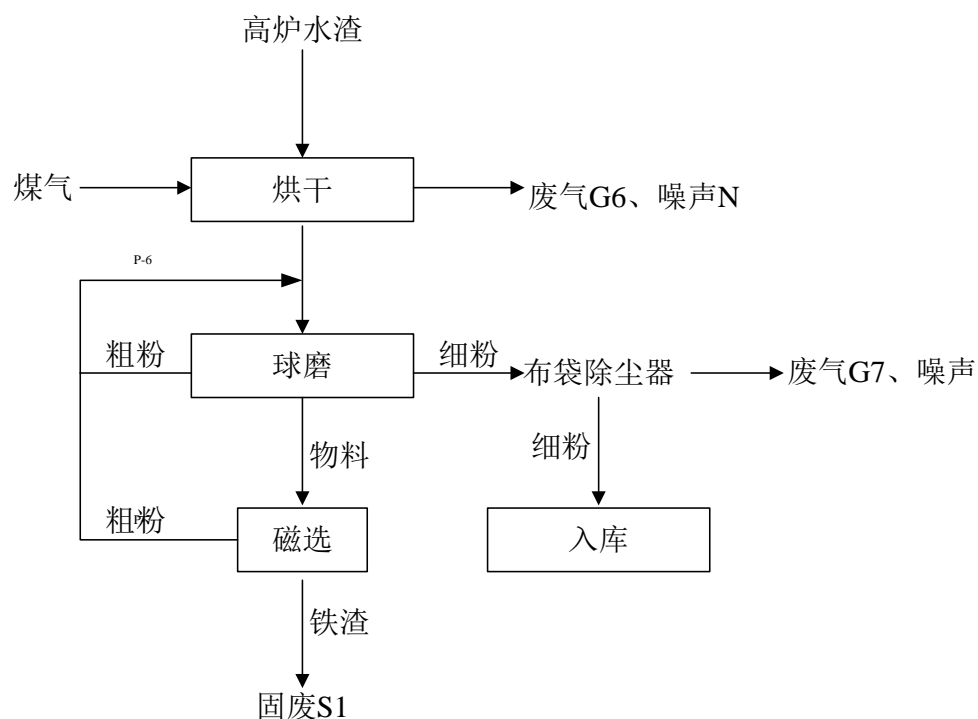 高炉水渣
煤气
烘干
废气G6、噪声N
P-6
粗粉
球磨
细粉
布袋除尘器
废气G7、噪声
物料
细粉
粗粉
磁选
入库
铁渣
固废S1